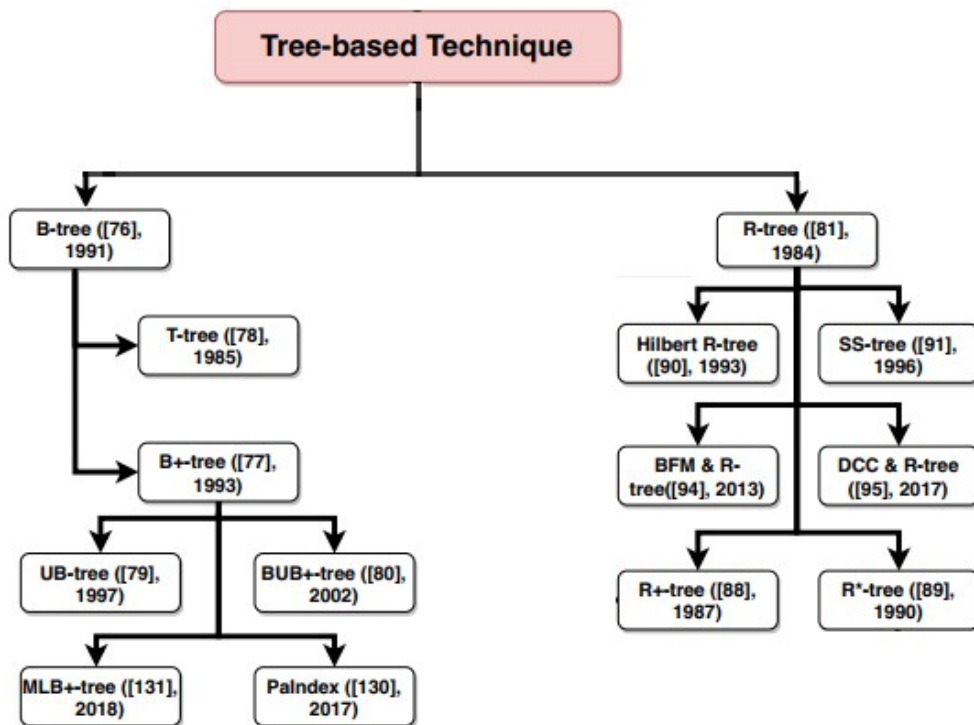 Tree-based Technique
B-tree ([76],
1991)
R-tree ([81],
1984)
T-tree ([78],
1985)
Hilbert R-tree
([90], 1993)
SS-tree ([91],
1996)
B+-tree ([77],
1993)
BFM & R-
tree([94], 2013)
DCC & R-tree
([95], 2017)
UB-tree ([79],
1997)
BUB+-tree ([80],
2002)
R+-tree ([88],
1987)
R*-tree ([89],
1990)
MLB+-tree ([131],
2018)
PaIndex ([130],
2017)